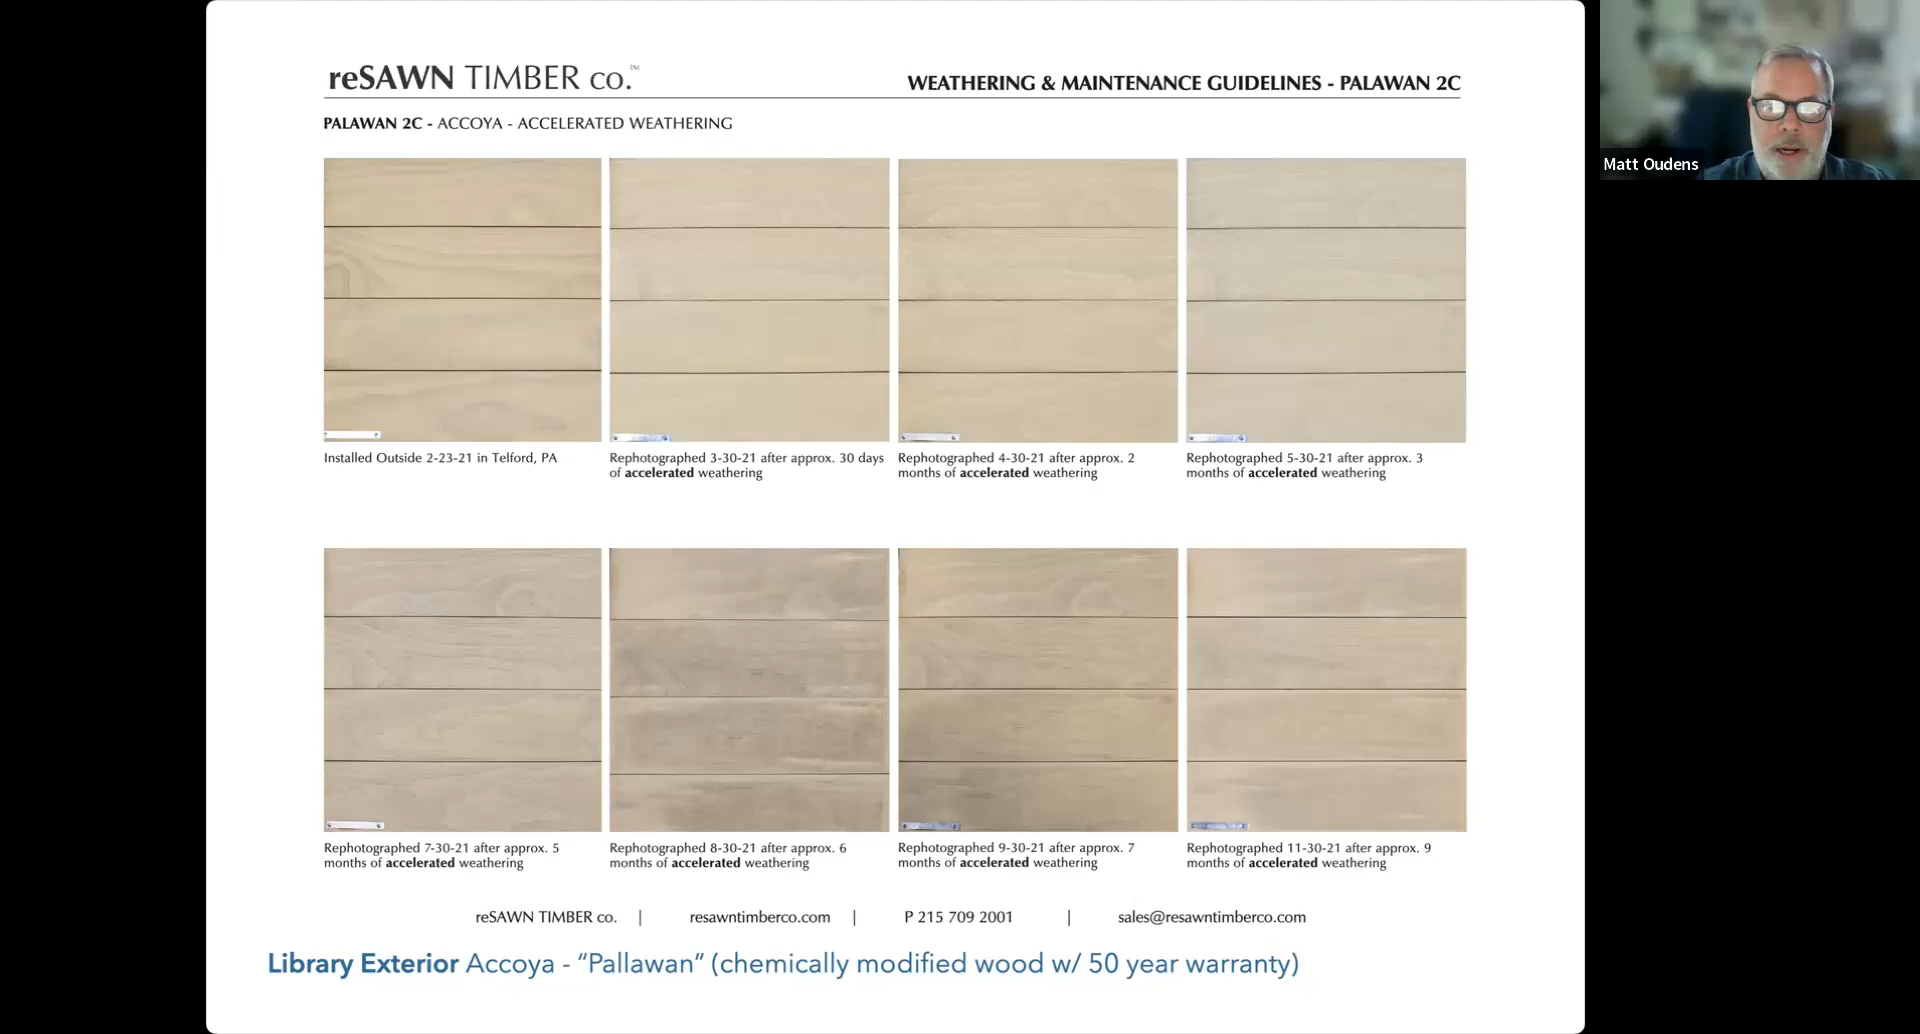 reSAWN TIMBER co.™
WEATHERING & MAINTENANCE GUIDELINES - PALAWAN 2C
PALAWAN 2C - ACCOYA - ACCELERATED WEATHERING
Matt Oudens
Installed Outside 2-23-21 in Telford, PA
Rephotographed 3-30-21 after approx. 30 days
of accelerated weathering
Rephotographed 4-30-21 after approx. 2
months of accelerated weathering
Rephotographed 5-30-21 after approx. 3
months of accelerated weathering
Rephotographed 7-30-21 after approx. 5
months of accelerated weathering
Rephotographed 8-30-21 after approx. 6
months of accelerated weathering
Rephotographed 9-30-21 after approx. 7
months of accelerated weathering
Rephotographed 11-30-21 after approx. 9
months of accelerated weathering
reSAWN TIMBER co. | resawntimberco.com | P 215 709 2001 | sales@resawntimberco.com
Library Exterior Accoya - “Pallawan” (chemically modified wood w/ 50 year warranty)